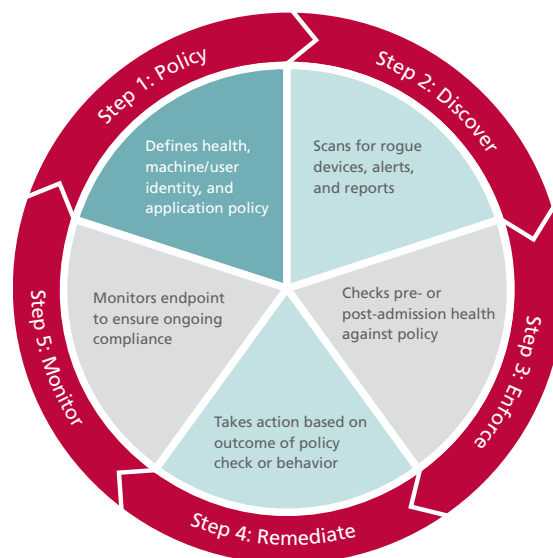 Step 1: Policy
Defines health,
machine/user
identity, and
application policy
Step 2: Discover
Scans for rogue
devices, alerts,
and reports
Step 3: Enforce
Checks pre- or
post-admission health
against policy
Step 4: Remediate
Takes action based on
outcome of policy
check or behavior
Step 5: Monitor
Monitors endpoint
to ensure ongoing
compliance